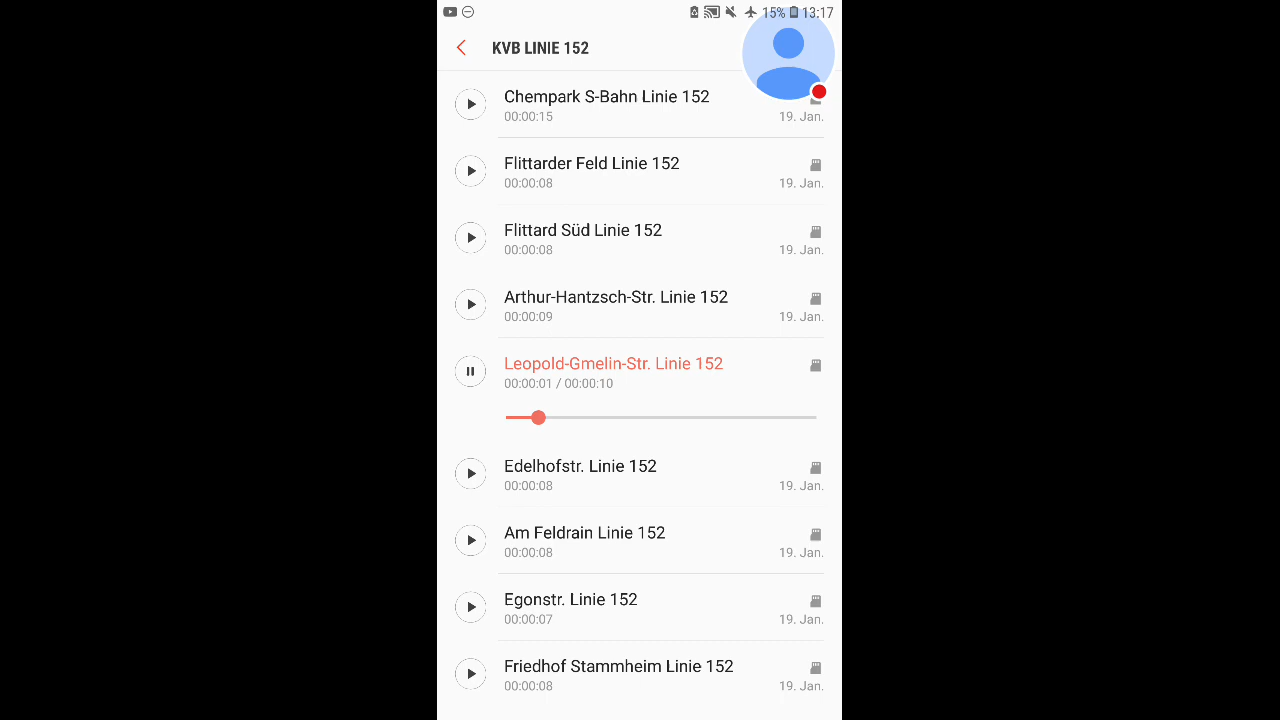 15% 13:17
KVB LINIE 152
Chempark S-Bahn Linie 152
00:00:15 19. Jan.
Flittarder Feld Linie 152
00:00:08 19. Jan.
Flittard Süd Linie 152
00:00:08 19. Jan.
Arthur-Hantzsch-Str. Linie 152
00:00:09 19. Jan.
Leopold-Gmelin-Str. Linie 152
00:00:01 / 00:00:10
Edelhofstr. Linie 152
00:00:08 19. Jan.
Am Feldrain Linie 152
00:00:08 19. Jan.
Egonstr. Linie 152
00:00:07 19. Jan.
Friedhof Stammheim Linie 152
00:00:08 19. Jan.